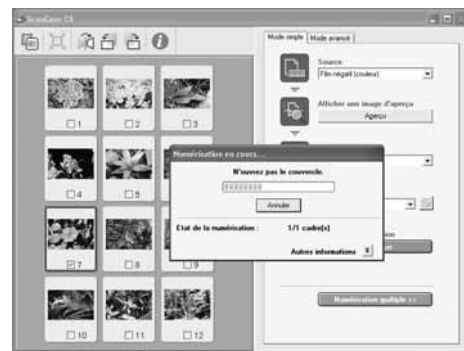 ScanGear CS
Mode simple
Mode avancé
Source
Film négatif (couleur)
Afficher une image d'aperçu
Aperçu
1
2
3
4
5
Numérisation en cours...
N'ouvrez pas le couvercle.
Annuler
Etat de la numérisation :
1/1 cadre(s)
Autres informations
7
8
9
Numérisation multiple >>
10
11
12